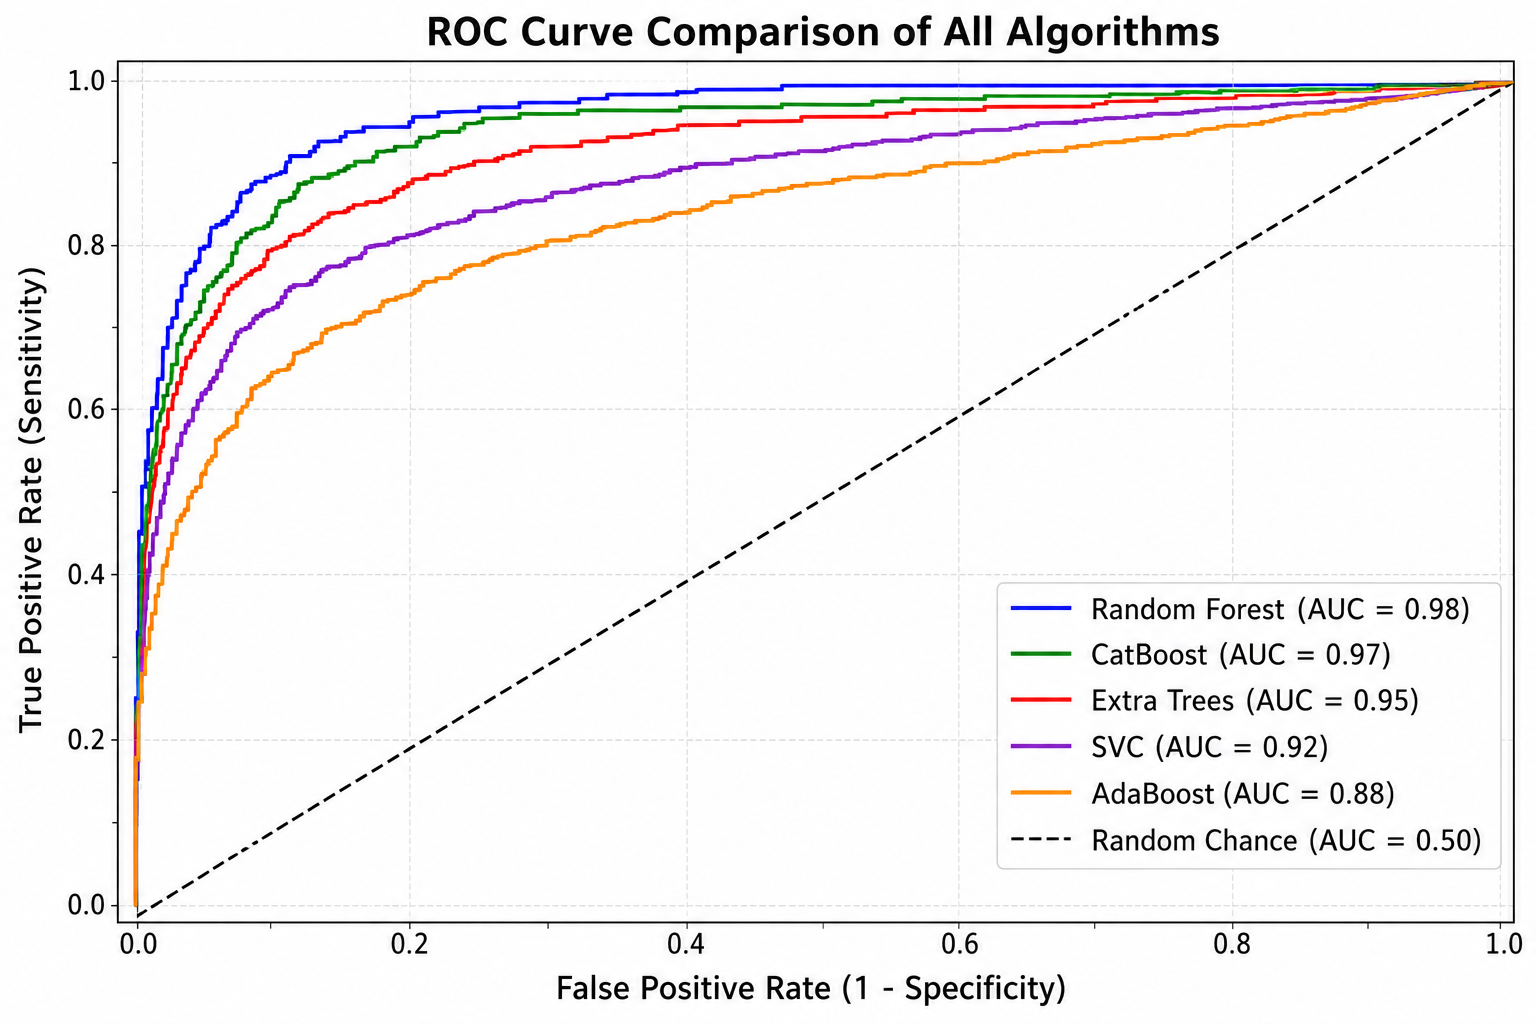 ROC Curve Comparison of All Algorithms
True Positive Rate (Sensitivity)
1.0
0.8
0.6
0.4
0.2
0.0
Random Forest (AUC = 0.98)
CatBoost (AUC = 0.97)
Extra Trees (AUC = 0.95)
SVC (AUC = 0.92)
AdaBoost (AUC = 0.88)
Random Chance (AUC = 0.50)
0.0 0.2 0.4 0.6 0.8 1.0
False Positive Rate (1 - Specificity)